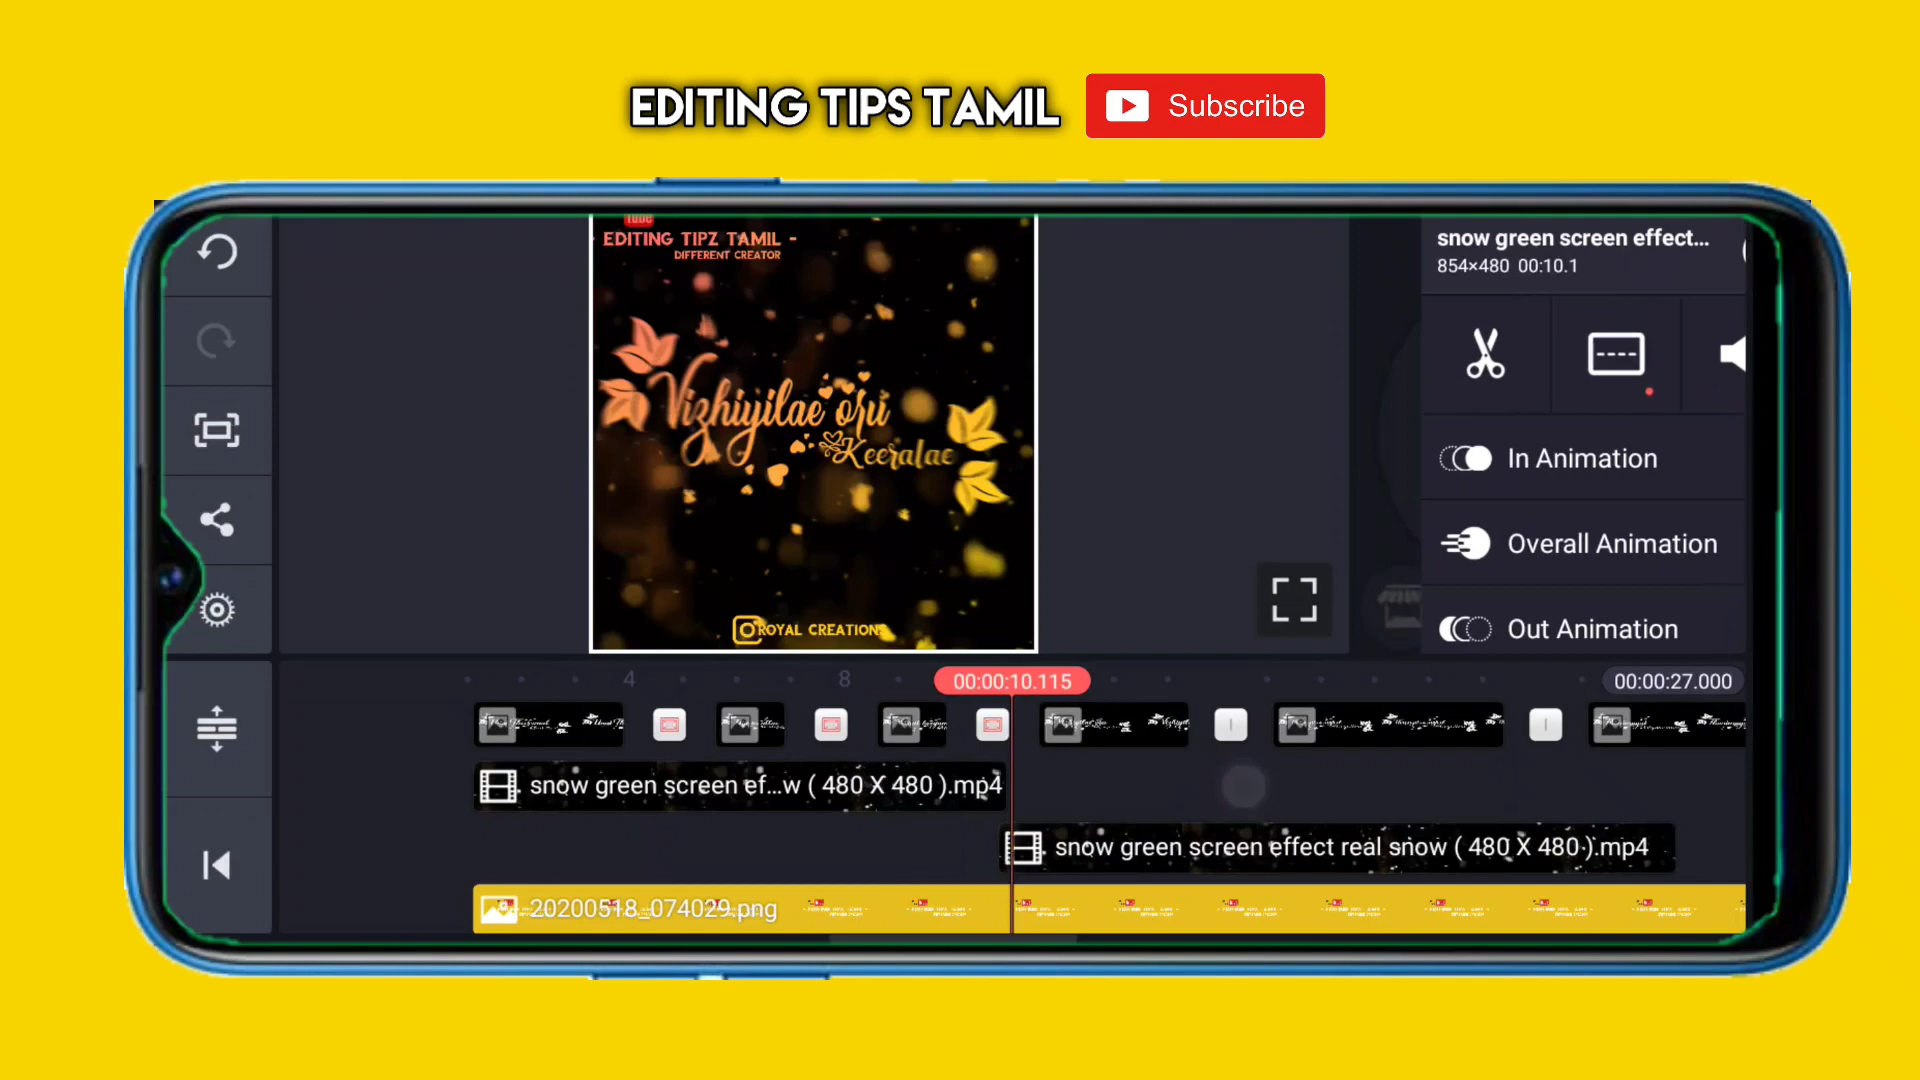 EDITING TIPS TAMIL
Subscribe
EDITING TIPZ TAMIL -
DIFFERENT CREATOR
Vizhiyilae oru
Keeralae
ROYAL CREATIONS
snow green screen effect...
854×480 00:10.1
In Animation
Overall Animation
Out Animation
4
8
00:00:10.115
00:00:27.000
snow green screen ef...w ( 480 X 480 ).mp4
snow green screen effect real snow ( 480 X 480 ).mp4
20200518_074029.png